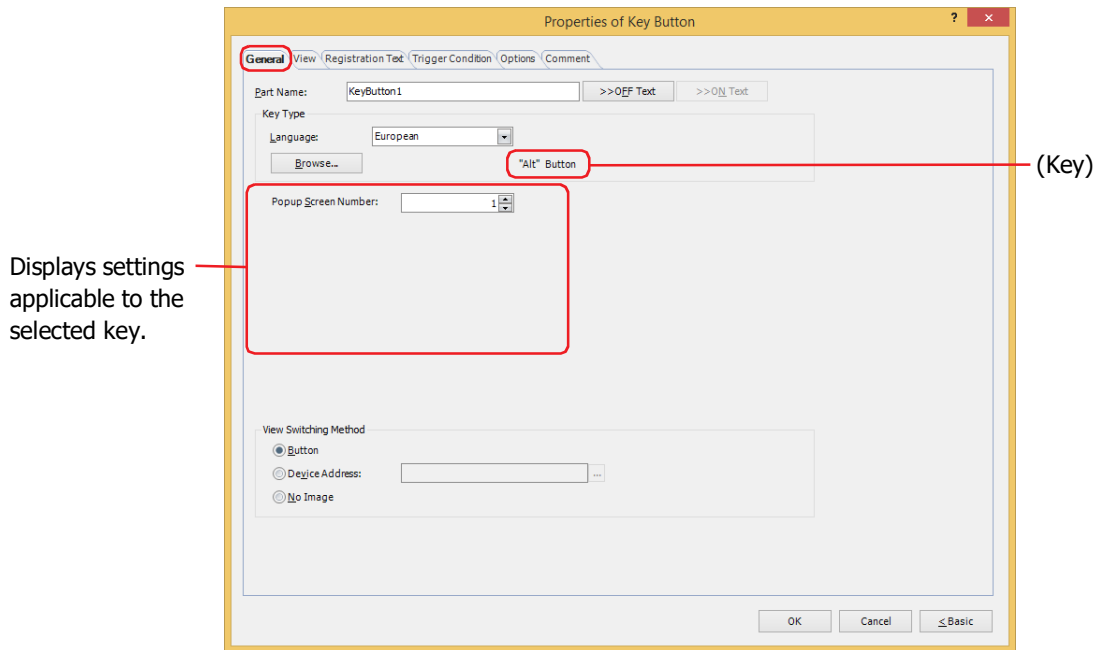 Properties of Key Button
?
General View Registration Text Trigger Condition Options Comment
Part Name: KeyButton1 >>OFF Text >>ON Text
Key Type
Language: European
Browse... "Alt" Button
(Key)
Popup Screen Number: 1
Displays settings
applicable to the
selected key.
View Switching Method
Button
Device Address: ...
No Image
OK Cancel <Basic